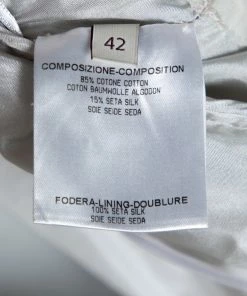 42
COMPOSIZIONE-COMPOSITION
85% COTONE COTTON
COTON BAUMWOLLE ALGODON
15% SETA SILK
SOIE SEIDE SEDA
FODERA-LINING-DOUBLURE
100% SETA SILK
SOIE SEIDE SEDA